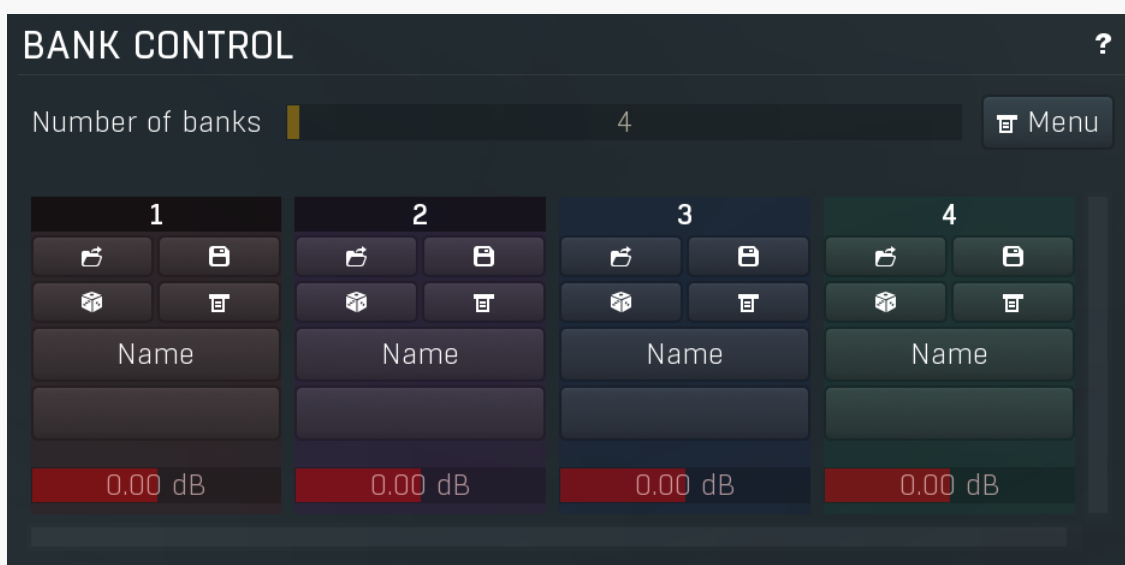 BANK CONTROL ?
Number of banks 4 Menu
1 2 3 4
Name Name Name Name
0.00 dB 0.00 dB 0.00 dB 0.00 dB